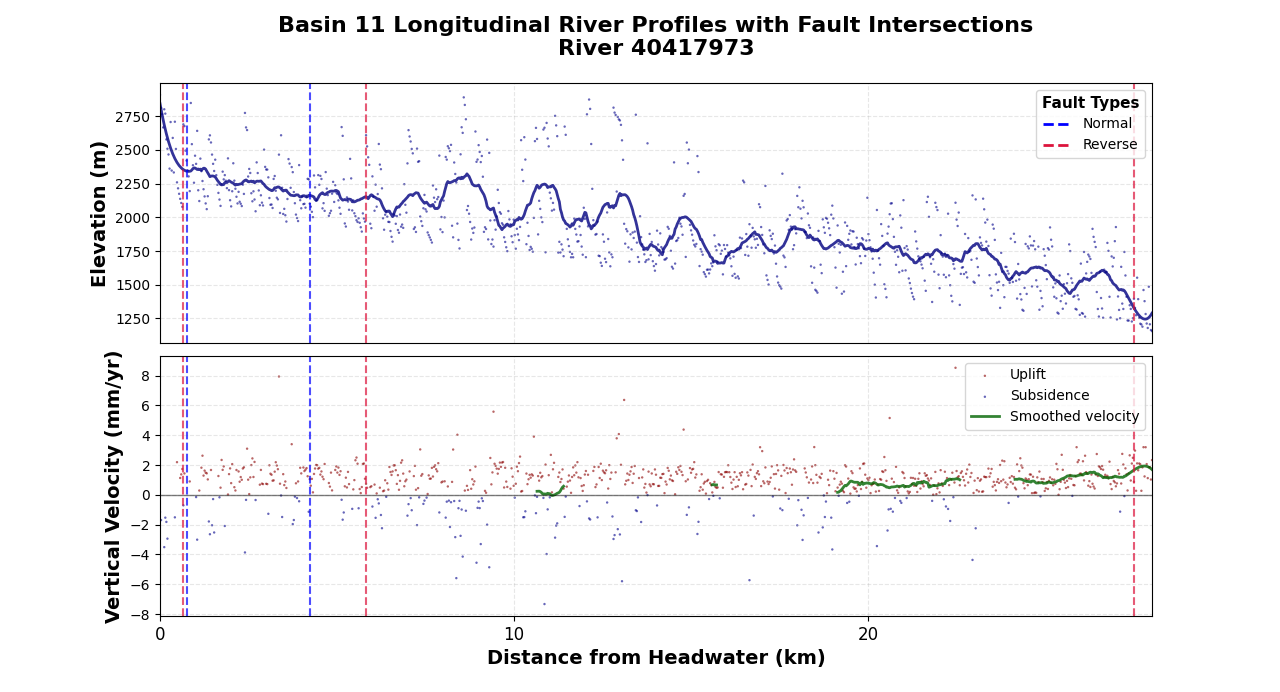 Basin 11 Longitudinal River Profiles with Fault Intersections
River 40417973
Elevation (m)
2750
2500
2250
2000
1750
1500
1250
Fault Types
Normal
Reverse
Vertical Velocity (mm/yr)
8
6
4
2
0
−2
−4
−6
−8
Uplift
Subsidence
Smoothed velocity
0
10
20
Distance from Headwater (km)